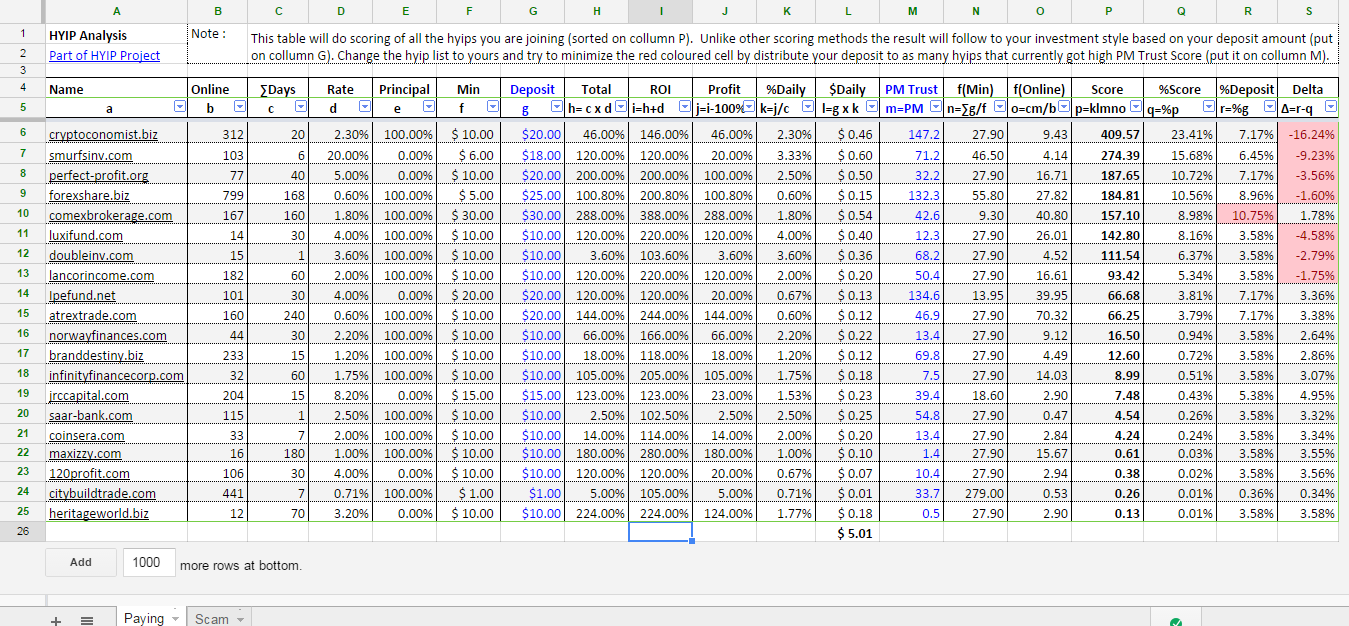 A B C D E F G H I J K L M N O P Q R S
1 HYIP Analysis Note : This table will do scoring of all the hyips you are joining (sorted on collumn P). Unlike other scoring methods the result will follow to your investment style based on your deposit amount (put
2 Part of HYIP Project on collumn G). Change the hyip list to yours and try to minimize the red coloured cell by distribute your deposit to as many hyips that currently got high PM Trust Score (put it on collumn M).
3
4 Name Online ∑Days Rate Principal Min Deposit Total ROI Profit %Daily $Daily PM Trust f(Min) f(Online) Score %Score %Deposit Delta
5 a b c d e f g h= c x d i=h+d j=i-100% k=j/c l=g x k m=PM n=∑g/f o=cm/b p=klmno q=%p r=%g Δ=r-q
6 cryptoconomist.biz 312 20 2.30% 100.00% $ 10.00 $20.00 46.00% 146.00% 46.00% 2.30% $ 0.46 147.2 27.90 9.43 409.57 23.41% 7.17% -16.24%
7 smurfsinv.com 103 6 20.00% 0.00% $ 6.00 $18.00 120.00% 120.00% 20.00% 3.33% $ 0.60 71.2 46.50 4.14 274.39 15.68% 6.45% -9.23%
8 perfect-profit.org 77 40 5.00% 0.00% $ 10.00 $20.00 200.00% 200.00% 100.00% 2.50% $ 0.50 32.2 27.90 16.71 187.65 10.72% 7.17% -3.56%
9 forexshare.biz 799 168 0.60% 100.00% $ 5.00 $25.00 100.80% 200.80% 100.80% 0.60% $ 0.15 132.3 55.80 27.82 184.81 10.56% 8.96% -1.60%
10 comexbrokerage.com 167 160 1.80% 100.00% $ 30.00 $30.00 288.00% 388.00% 288.00% 1.80% $ 0.54 42.6 9.30 40.80 157.10 8.98% 10.75% 1.78%
11 luxifund.com 14 30 4.00% 100.00% $ 10.00 $10.00 120.00% 220.00% 120.00% 4.00% $ 0.40 12.3 27.90 26.01 142.80 8.16% 3.58% -4.58%
12 doubleinv.com 15 1 3.60% 100.00% $ 10.00 $10.00 3.60% 103.60% 3.60% 3.60% $ 0.36 68.2 27.90 4.52 111.54 6.37% 3.58% -2.79%
13 lancorincome.com 182 60 2.00% 100.00% $ 10.00 $10.00 120.00% 220.00% 120.00% 2.00% $ 0.20 50.4 27.90 16.61 93.42 5.34% 3.58% -1.75%
14 lpefund.net 101 30 4.00% 0.00% $ 20.00 $20.00 120.00% 120.00% 20.00% 0.67% $ 0.13 134.6 13.95 39.95 66.68 3.81% 7.17% 3.36%
15 atrextrade.com 160 240 0.60% 100.00% $ 10.00 $20.00 144.00% 244.00% 144.00% 0.60% $ 0.12 46.9 27.90 70.32 66.25 3.79% 7.17% 3.38%
16 norwayfinances.com 44 30 2.20% 100.00% $ 10.00 $10.00 66.00% 166.00% 66.00% 2.20% $ 0.22 13.4 27.90 9.12 16.50 0.94% 3.58% 2.64%
17 branddestiny.biz 233 15 1.20% 100.00% $ 10.00 $10.00 18.00% 118.00% 18.00% 1.20% $ 0.12 69.8 27.90 4.49 12.60 0.72% 3.58% 2.86%
18 infinityfinancecorp.com 32 60 1.75% 100.00% $ 10.00 $10.00 105.00% 205.00% 105.00% 1.75% $ 0.18 7.5 27.90 14.03 8.99 0.51% 3.58% 3.07%
19 jrccapital.com 204 15 8.20% 0.00% $ 15.00 $15.00 123.00% 123.00% 23.00% 1.53% $ 0.23 39.4 18.60 2.90 7.48 0.43% 5.38% 4.95%
20 saar-bank.com 115 1 2.50% 100.00% $ 10.00 $10.00 2.50% 102.50% 2.50% 2.50% $ 0.25 54.8 27.90 0.47 4.54 0.26% 3.58% 3.32%
21 coinsera.com 33 7 2.00% 100.00% $ 10.00 $10.00 14.00% 114.00% 14.00% 2.00% $ 0.20 13.4 27.90 2.84 4.24 0.24% 3.58% 3.34%
22 maxizzy.com 16 180 1.00% 100.00% $ 10.00 $10.00 180.00% 280.00% 180.00% 1.00% $ 0.10 1.4 27.90 15.67 0.61 0.03% 3.58% 3.55%
23 120profit.com 106 30 4.00% 0.00% $ 10.00 $10.00 120.00% 120.00% 20.00% 0.67% $ 0.07 10.4 27.90 2.94 0.38 0.02% 3.58% 3.56%
24 citybuildtrade.com 441 7 0.71% 100.00% $ 1.00 $1.00 5.00% 105.00% 5.00% 0.71% $ 0.01 33.7 279.00 0.53 0.26 0.01% 0.36% 0.34%
25 heritageworld.biz 12 70 3.20% 0.00% $ 10.00 $10.00 224.00% 224.00% 124.00% 1.77% $ 0.18 0.5 27.90 2.90 0.13 0.01% 3.58% 3.58%
26 $ 5.01
Add 1000 more rows at bottom.
Paying Scam